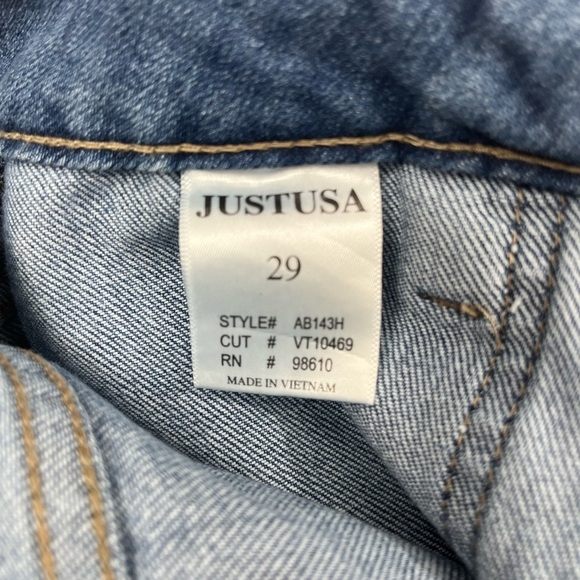 JUSTUSA
29
STYLE# AB143H
CUT # VT10469
RN # 98610
MADE IN VIETNAM